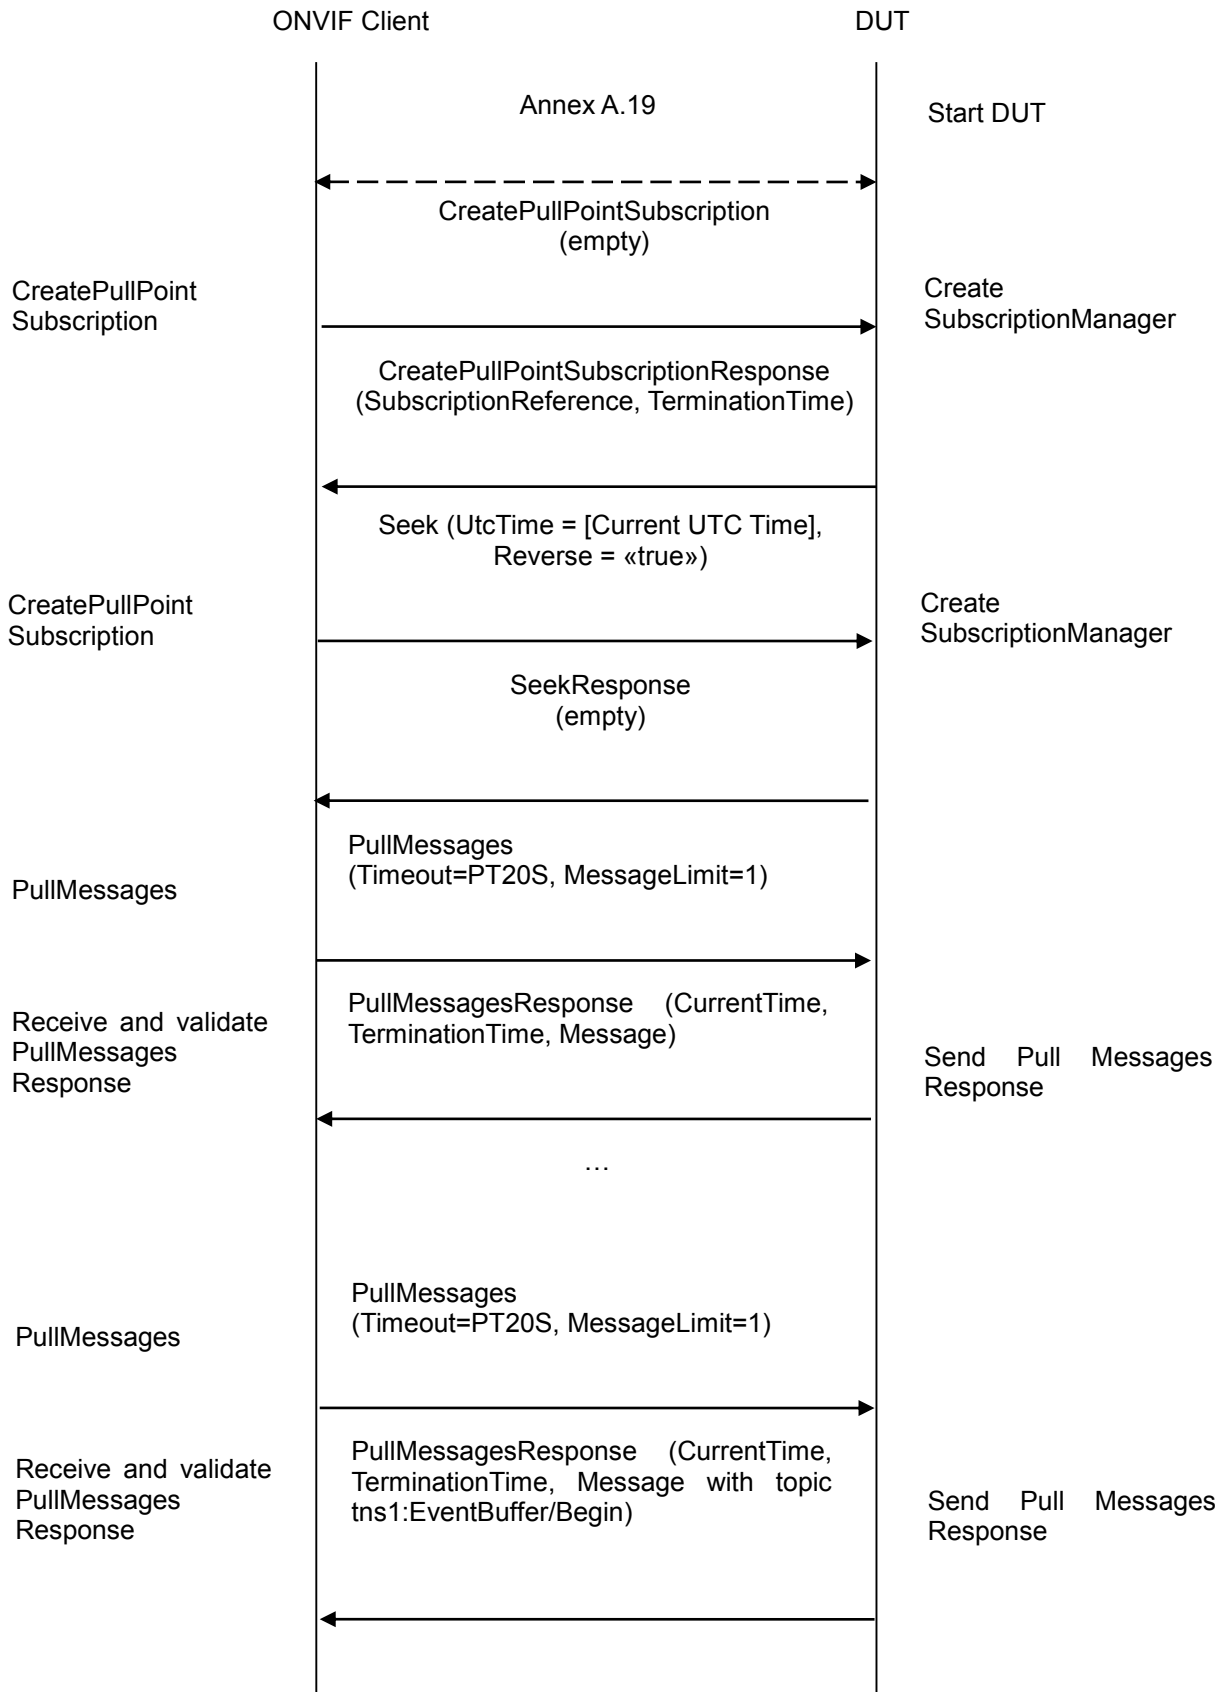 ONVIF Client
DUT
Annex A.19
Start DUT
CreatePullPointSubscription
(empty)
CreatePullPoint
Subscription
Create
SubscriptionManager
CreatePullPointSubscriptionResponse
(SubscriptionReference, TerminationTime)
Seek (UtcTime = [Current UTC Time],
Reverse = «true»)
CreatePullPoint
Subscription
Create
SubscriptionManager
SeekResponse
(empty)
PullMessages
(Timeout=PT20S, MessageLimit=1)
PullMessages
PullMessagesResponse (CurrentTime,
TerminationTime, Message)
Receive and validate
PullMessages
Response
Send Pull Messages
Response
…
PullMessages
(Timeout=PT20S, MessageLimit=1)
PullMessages
PullMessagesResponse (CurrentTime,
TerminationTime, Message with topic
tns1:EventBuffer/Begin)
Receive and validate
PullMessages
Response
Send Pull Messages
Response